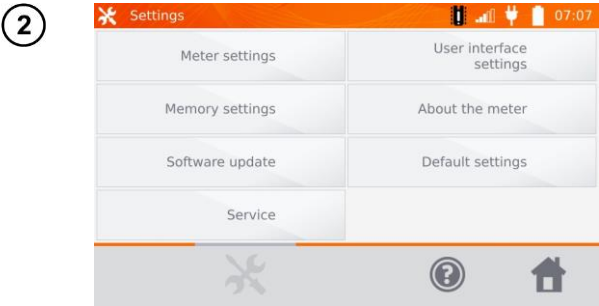 2
Settings
07:07
Meter settings
User interface
settings
Memory settings
About the meter
Software update
Default settings
Service
?